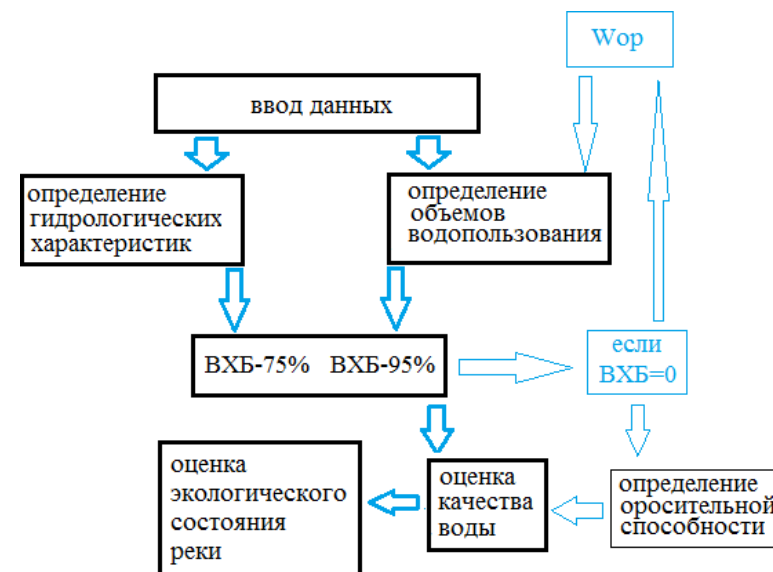 Wор
ввод данных
определение
гидрологических
характеристик
определение
объемов
водопользования
ВХБ-75% ВХБ-95%
если
ВХБ=0
оценка
экологического
состояния
реки
оценка
качества
воды
определение
оросительной
способности